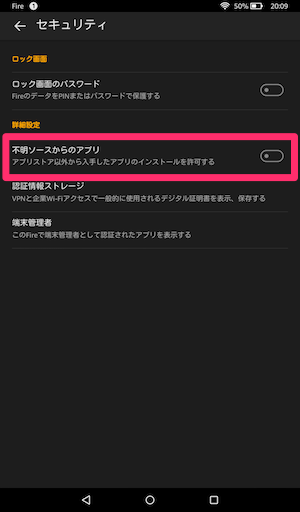 Fire 1 50% 20:09
← セキュリティ
ロック画面
ロック画面のパスワード
FireのデータをPINまたはパスワードで保護する
詳細設定
不明ソースからのアプリ
アプリストア以外から入手したアプリのインストールを許可する
認証情報ストレージ
VPNと企業Wi-Fiアクセスで一般的に使用されるデジタル証明書を表示、保存する
端末管理者
このFireで端末管理者として認証されたアプリを表示する